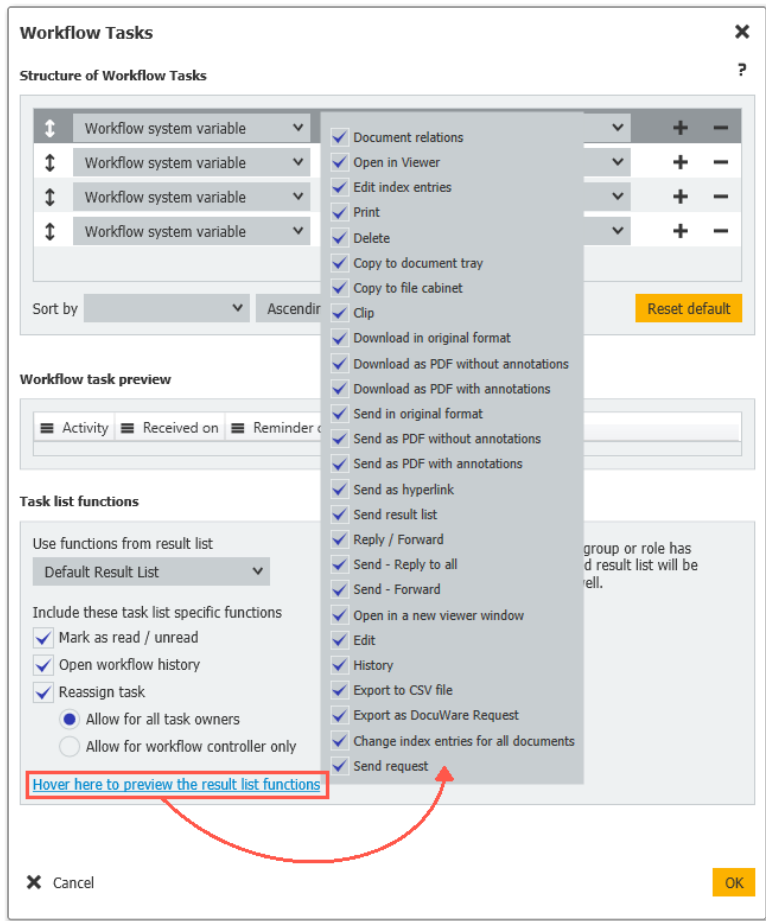 Workflow Tasks
Structure of Workflow Tasks
?
Workflow system variable
Workflow system variable
Workflow system variable
Workflow system variable
Sort by
Reset default
Workflow task preview
Activity
Received on
Reminder
Task list functions
Use functions from result list
Default Result List
Include these task list specific functions
Mark as read / unread
Open workflow history
Reassign task
Allow for all task owners
Allow for workflow controller only
Hover here to preview the result list functions
Document relations
Open in Viewer
Edit index entries
Print
Delete
Copy to document tray
Copy to file cabinet
Clip
Download in original format
Download as PDF without annotations
Download as PDF with annotations
Send in original format
Send as PDF without annotations
Send as PDF with annotations
Send as hyperlink
Send result list
Reply / Forward
Send - Reply to all
Send - Forward
Open in a new viewer window
Edit
History
Export to CSV file
Export as DocuWare Request
Change index entries for all documents
Send request
group or role has
result list will be
Cancel
OK